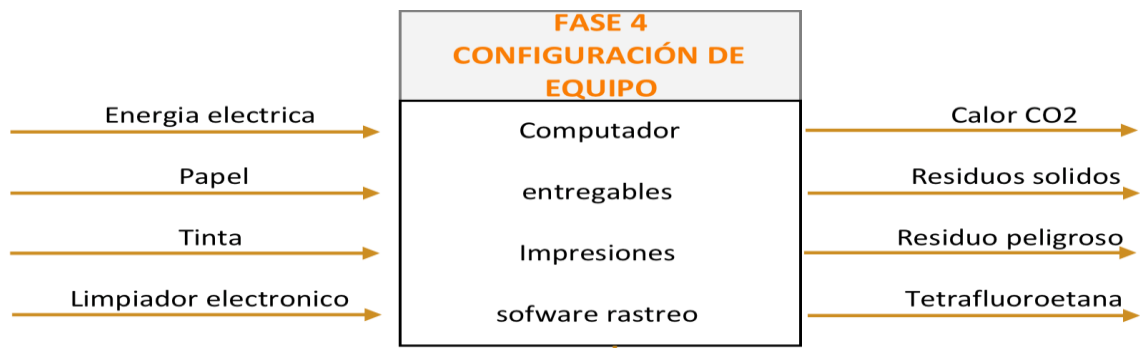 FASE 4
CONFIGURACIÓN DE
EQUIPO
Energia electrica
Computador
Calor CO2
Papel
entregables
Residuos solidos
Tinta
Impresiones
Residuo peligroso
Limpiador electronico
sofware rastreo
Tetrafluoroetana